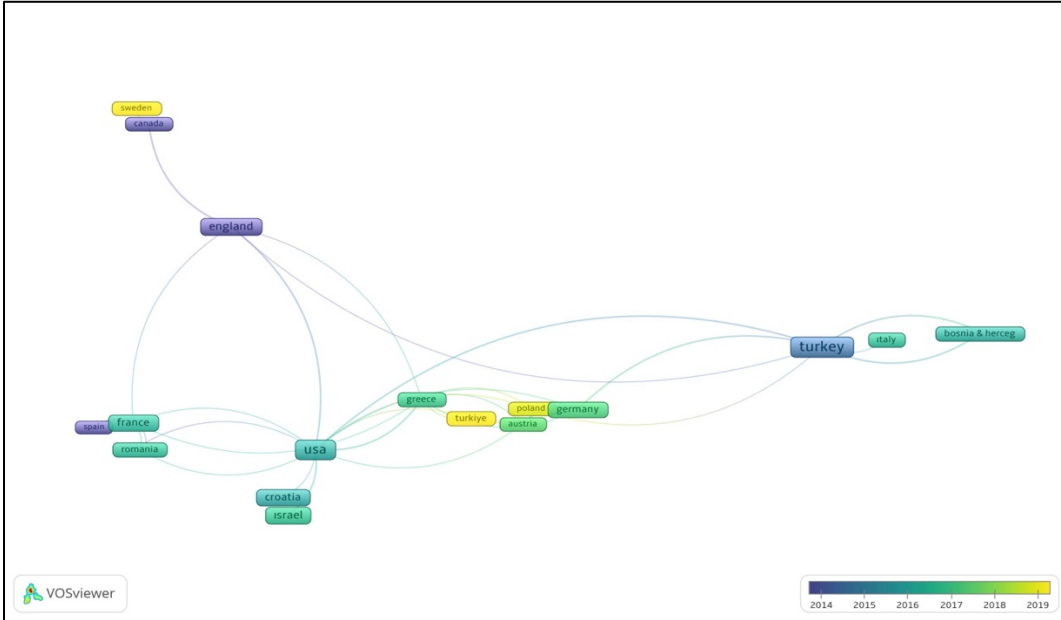 sweden
canada
england
turkey
italy
bosnia & herceg
greece
turkiye
poland
germany
austria
spain
france
romania
usa
croatia
israel
VOSviewer
2014 2015 2016 2017 2018 2019